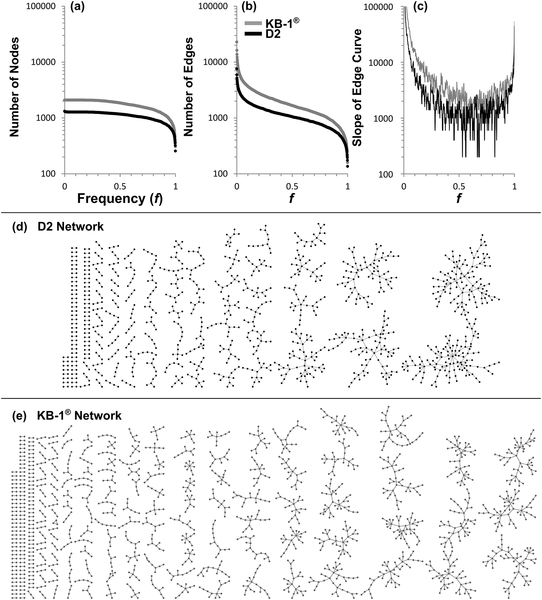 (a)
(b)
(c)
Number of Nodes
100000
10000
1000
100
0
0.5
1
Frequency (f)
Number of Edges
100000
10000
1000
100
KB-1®
D2
0
0.5
1
f
Slope of Edge Curve
100000
10000
1000
100
0
0.5
1
f
(d) D2 Network
(e) KB-1® Network